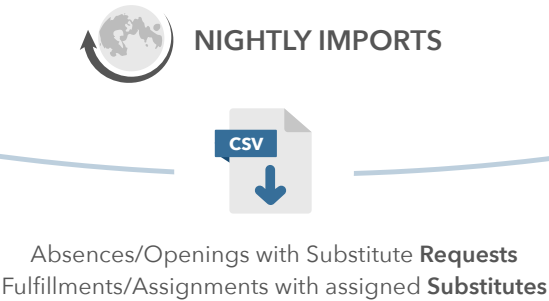 NIGHTLY IMPORTS
CSV
Absences/Openings with Substitute Requests
Fulfillments/Assignments with assigned Substitutes